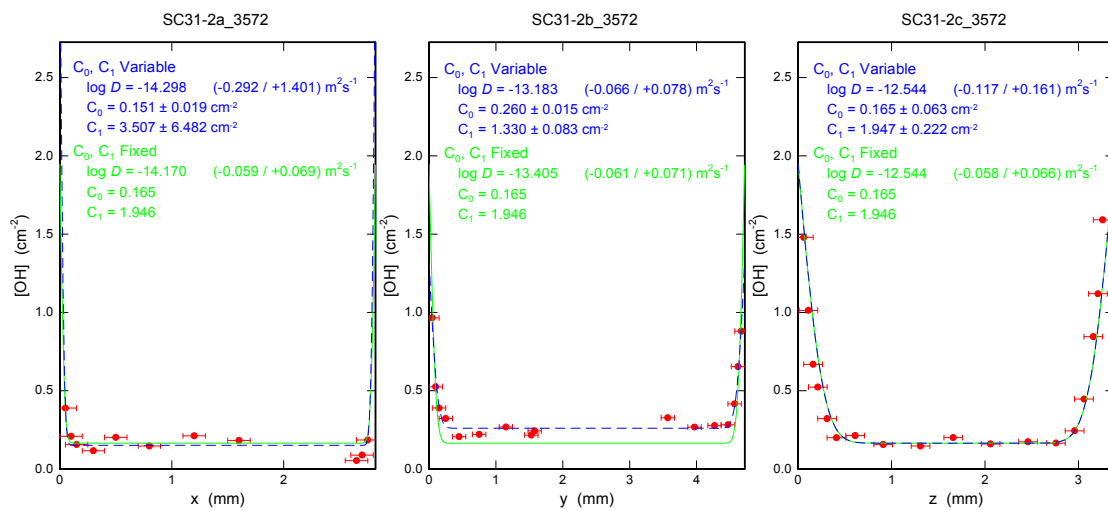 SC31-2a_3572
C₀, C₁ Variable
log D = -14.298 (-0.292 / +1.401) m²s⁻¹
C₀ = 0.151 ± 0.019 cm⁻²
C₁ = 3.507 ± 6.482 cm⁻²
C₀, C₁ Fixed
log D = -14.170 (-0.059 / +0.069) m²s⁻¹
C₀ = 0.165
C₁ = 1.946
[OH] (cm⁻²)
2.5
2.0
1.5
1.0
0.5
0.0
0 1 2
x (mm)
SC31-2b_3572
C₀, C₁ Variable
log D = -13.183 (-0.066 / +0.078) m²s⁻¹
C₀ = 0.260 ± 0.015 cm⁻²
C₁ = 1.330 ± 0.083 cm⁻²
C₀, C₁ Fixed
log D = -13.405 (-0.061 / +0.071) m²s⁻¹
C₀ = 0.165
C₁ = 1.946
[OH] (cm⁻²)
2.5
2.0
1.5
1.0
0.5
0.0
0 1 2 3 4
y (mm)
SC31-2c_3572
C₀, C₁ Variable
log D = -12.544 (-0.117 / +0.161) m²s⁻¹
C₀ = 0.165 ± 0.063 cm⁻²
C₁ = 1.947 ± 0.222 cm⁻²
C₀, C₁ Fixed
log D = -12.544 (-0.058 / +0.066) m²s⁻¹
C₀ = 0.165
C₁ = 1.946
[OH] (cm⁻²)
2.5
2.0
1.5
1.0
0.5
0.0
0 1 2 3
z (mm)